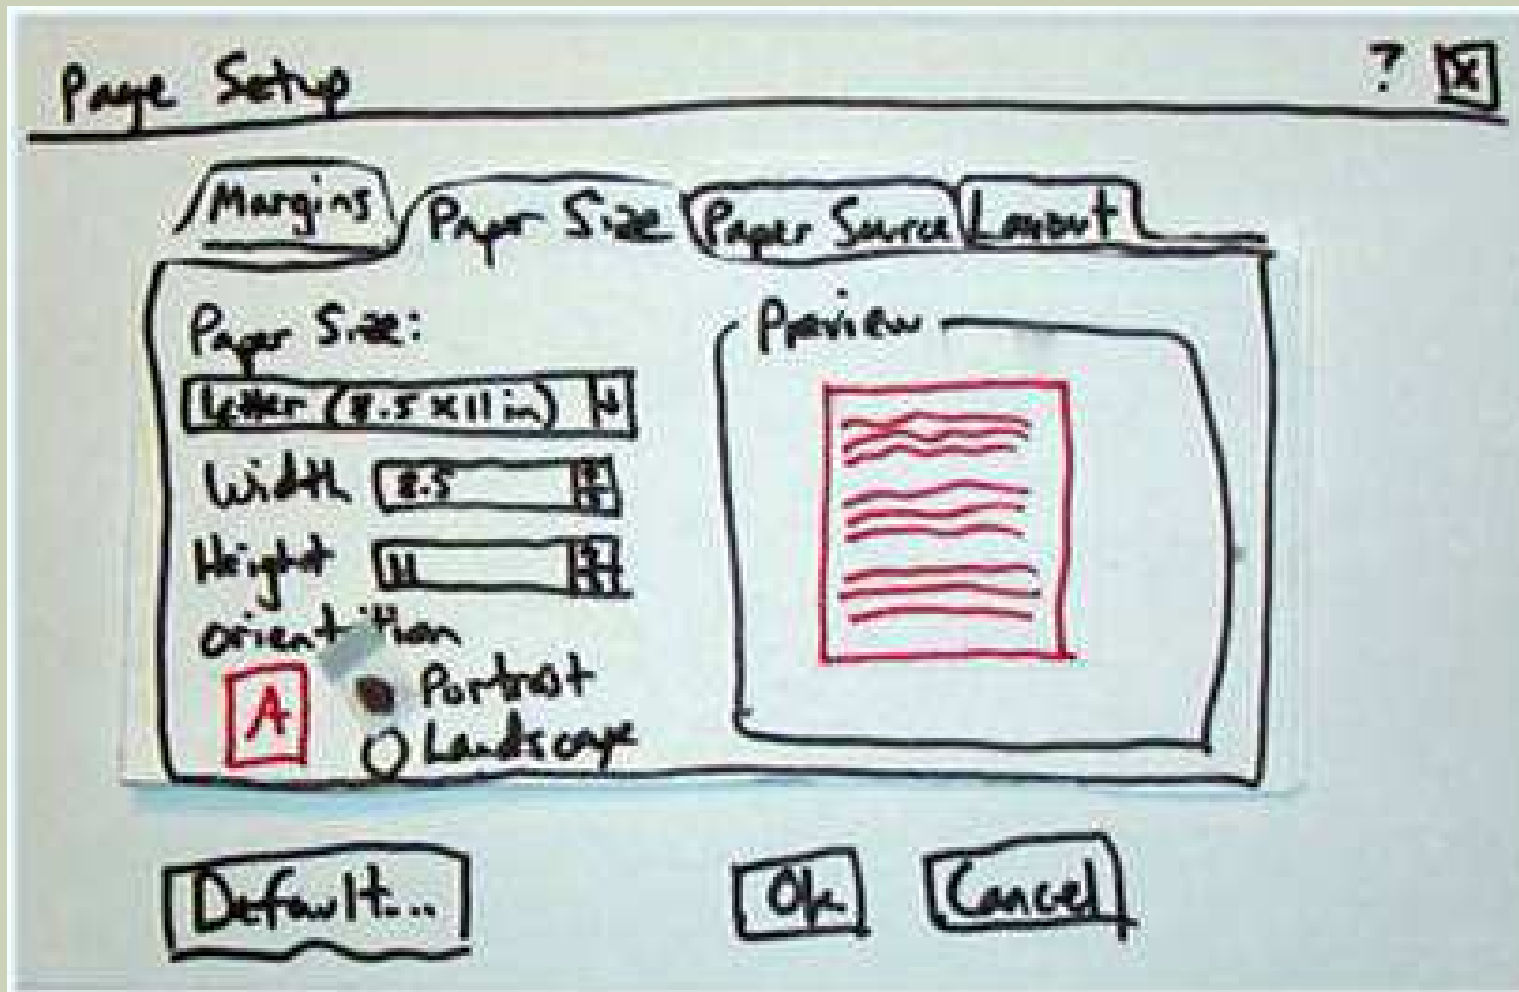 Page Setup ? X
Margins Paper Size Paper Source Layout
Paper Size:
Letter (8.5 x 11 in)
Width 8.5
Height 11
orientation
A
Portrait
Landscape
Preview
Default...
Ok Cancel